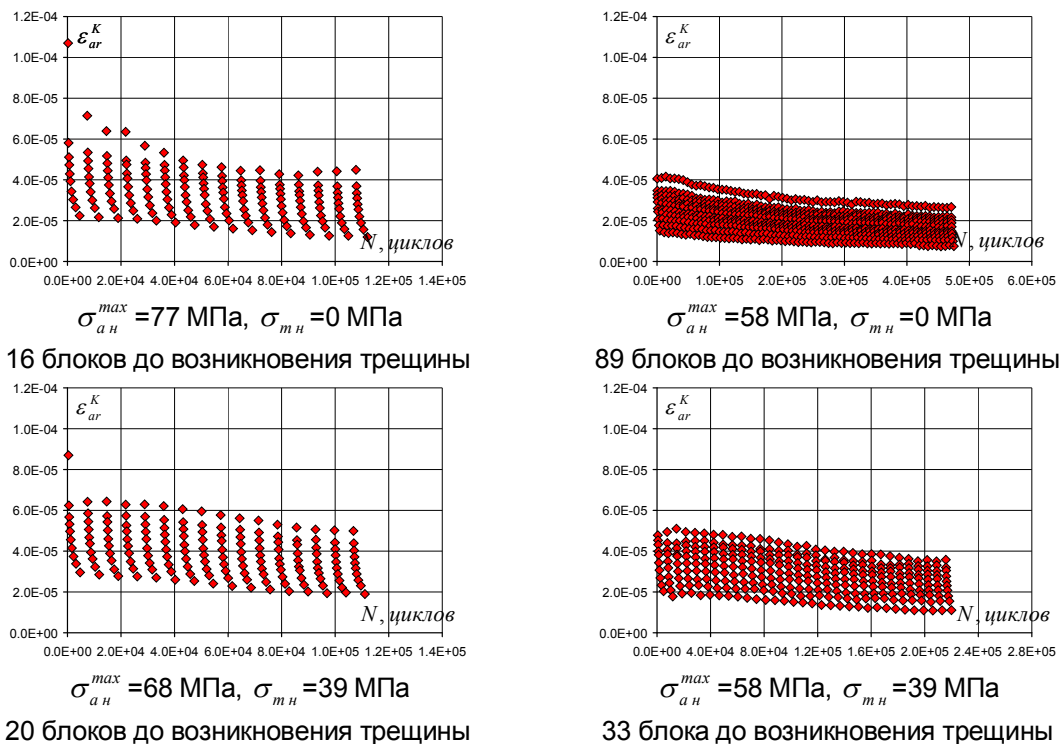 1.2E-04
1.0E-04
8.0E-05
6.0E-05
4.0E-05
2.0E-05
0.0E+00
ε_ar^K
N, циклов
0.0E+00 2.0E+04 4.0E+04 6.0E+04 8.0E+04 1.0E+05 1.2E+05 1.4E+05
σ_a н^max =77 МПа, σ_m н =0 МПа
16 блоков до возникновения трещины
1.2E-04
1.0E-04
8.0E-05
6.0E-05
4.0E-05
2.0E-05
0.0E+00
ε_ar^K
N, циклов
0.0E+00 1.0E+05 2.0E+05 3.0E+05 4.0E+05 5.0E+05 6.0E+05
σ_a н^max =58 МПа, σ_m н =0 МПа
89 блоков до возникновения трещины
1.2E-04
1.0E-04
8.0E-05
6.0E-05
4.0E-05
2.0E-05
0.0E+00
ε_ar^K
N, циклов
0.0E+00 2.0E+04 4.0E+04 6.0E+04 8.0E+04 1.0E+05 1.2E+05 1.4E+05
σ_a н^max =68 МПа, σ_m н =39 МПа
20 блоков до возникновения трещины
1.2E-04
1.0E-04
8.0E-05
6.0E-05
4.0E-05
2.0E-05
0.0E+00
ε_ar^K
N, циклов
0.0E+00 4.0E+04 8.0E+04 1.2E+05 1.6E+05 2.0E+05 2.4E+05 2.8E+05
σ_a н^max =58 МПа, σ_m н =39 МПа
33 блока до возникновения трещины